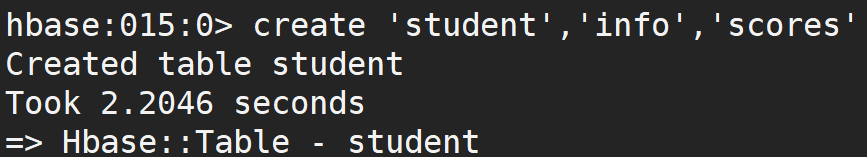 hbase:015:0> create 'student','info','scores'
Created table student
Took 2.2046 seconds
=> Hbase::Table - student